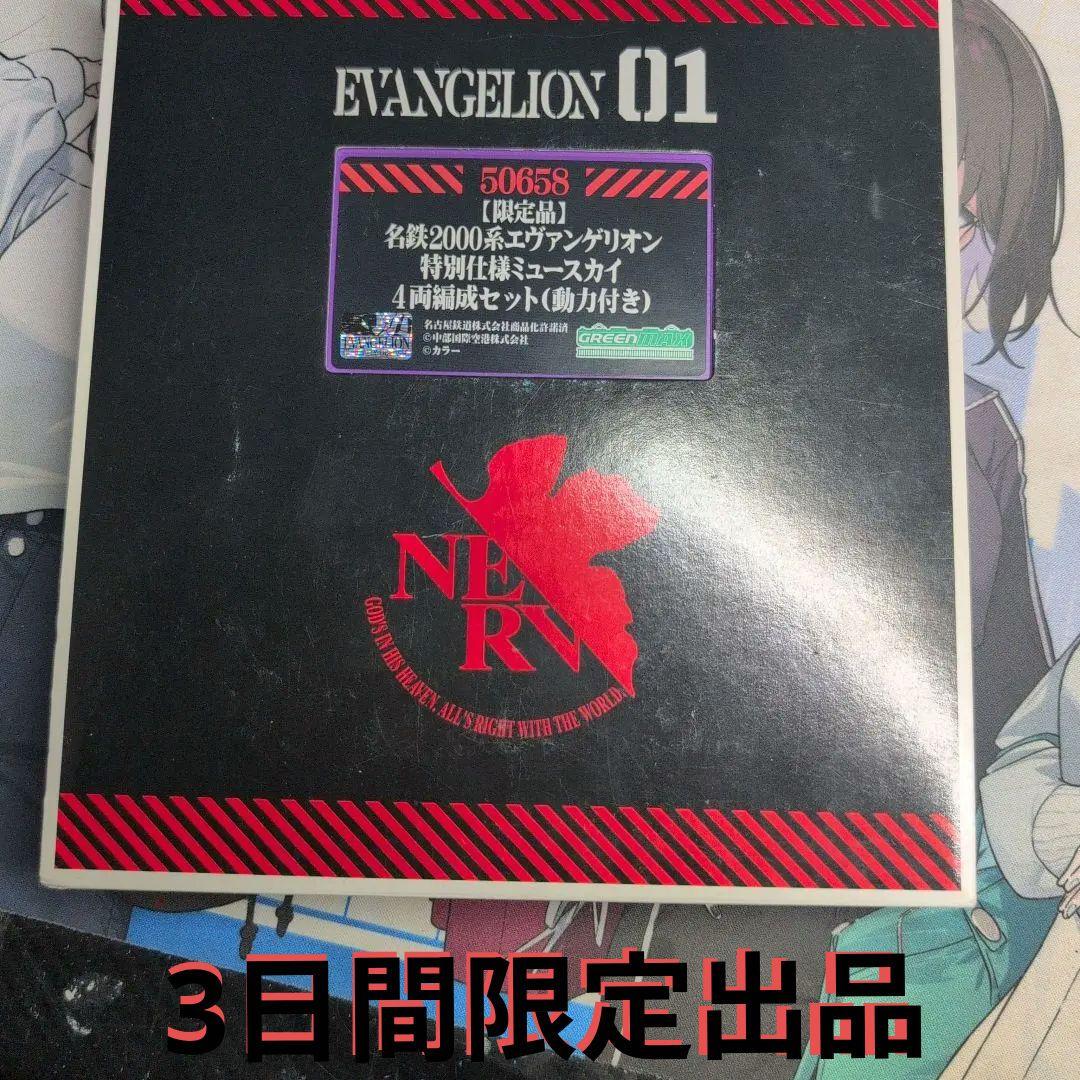 EVANGELION 01
50658
【限定品】
名鉄2000系エヴァンゲリオン
特別仕様ミュースカイ
4両編成セット(動力付き)
名古屋鉄道株式会社商品化許諾済
©中部国際空港株式会社
©カラー
EVANGELION
GREENMAX
NERV
GOD'S IN HIS HEAVEN, ALL'S RIGHT WITH THE WORLD.
3日間限定出品